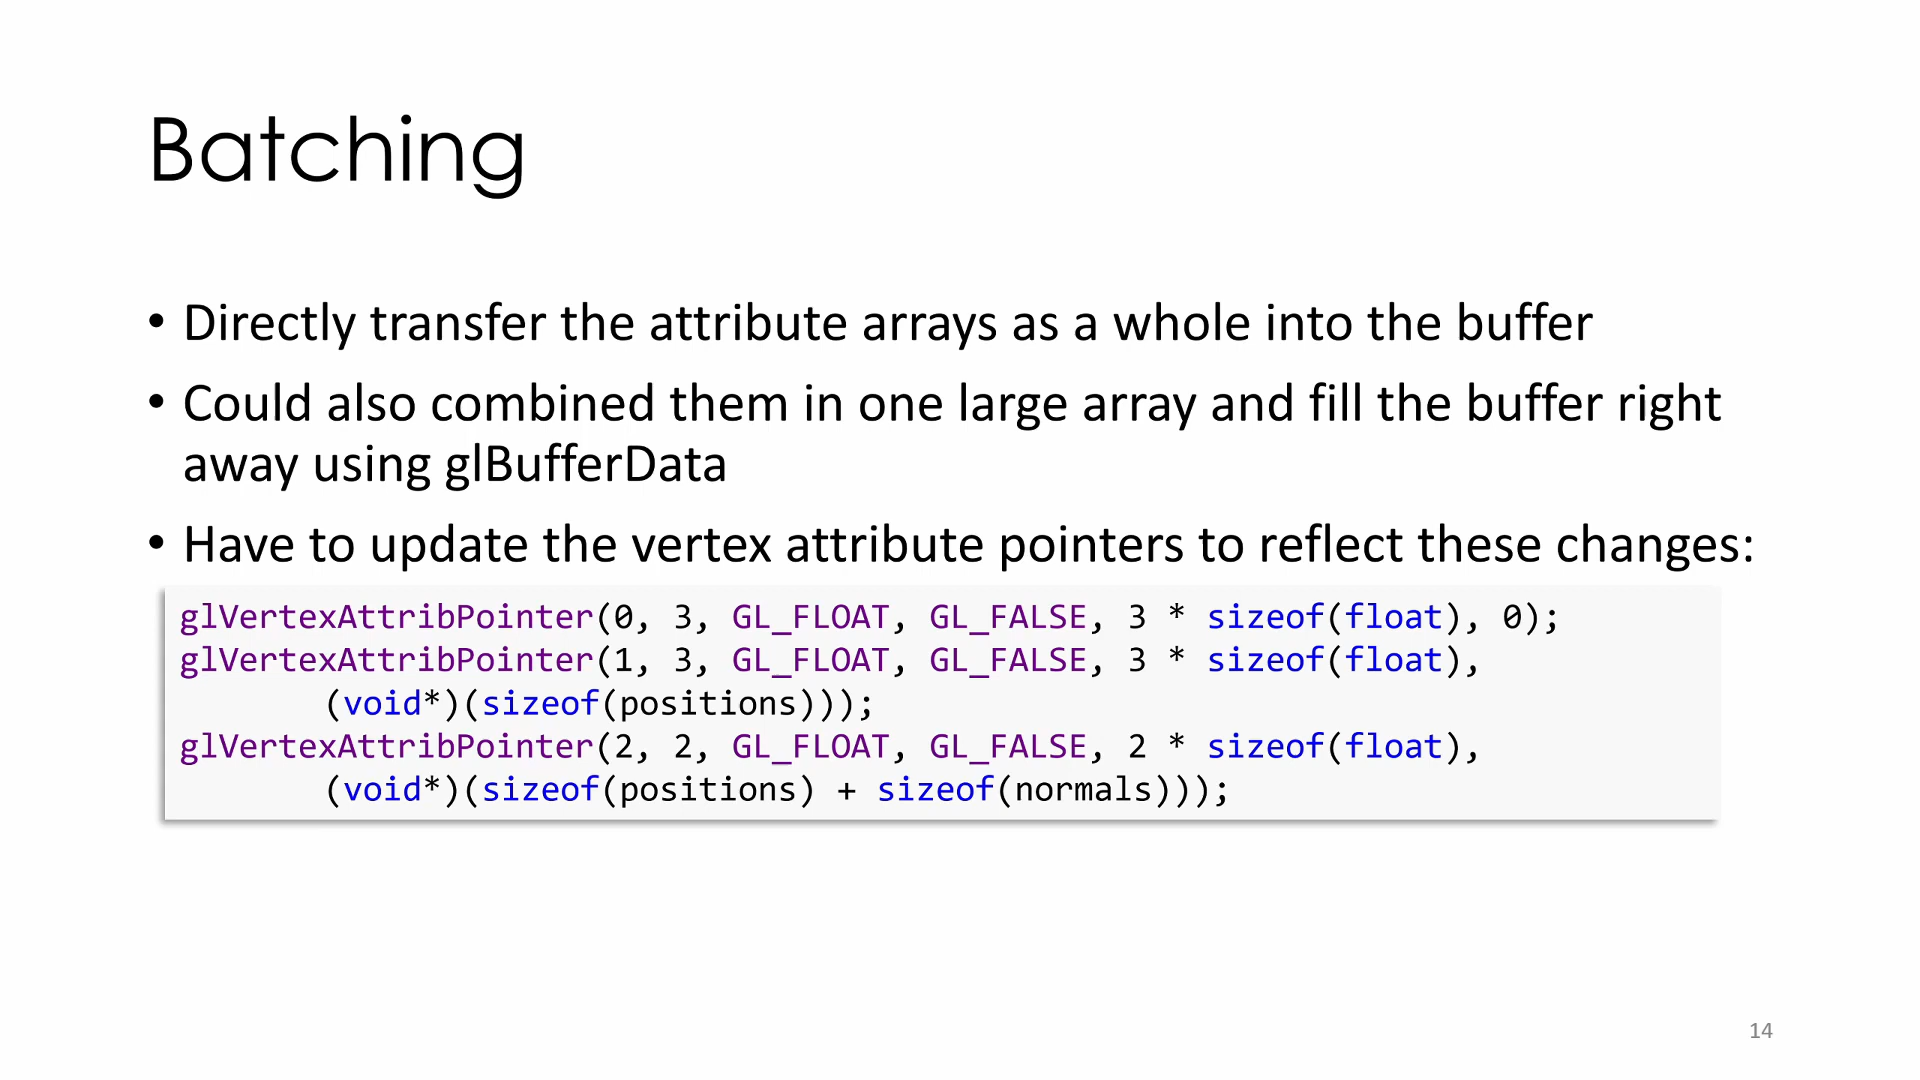 Batching
• Directly transfer the attribute arrays as a whole into the buffer
• Could also combined them in one large array and fill the buffer right
away using glBufferData
• Have to update the vertex attribute pointers to reflect these changes:
glVertexAttribPointer(0, 3, GL_FLOAT, GL_FALSE, 3 * sizeof(float), 0);
glVertexAttribPointer(1, 3, GL_FLOAT, GL_FALSE, 3 * sizeof(float),
(void*)(sizeof(positions)));
glVertexAttribPointer(2, 2, GL_FLOAT, GL_FALSE, 2 * sizeof(float),
(void*)(sizeof(positions) + sizeof(normals)));
14